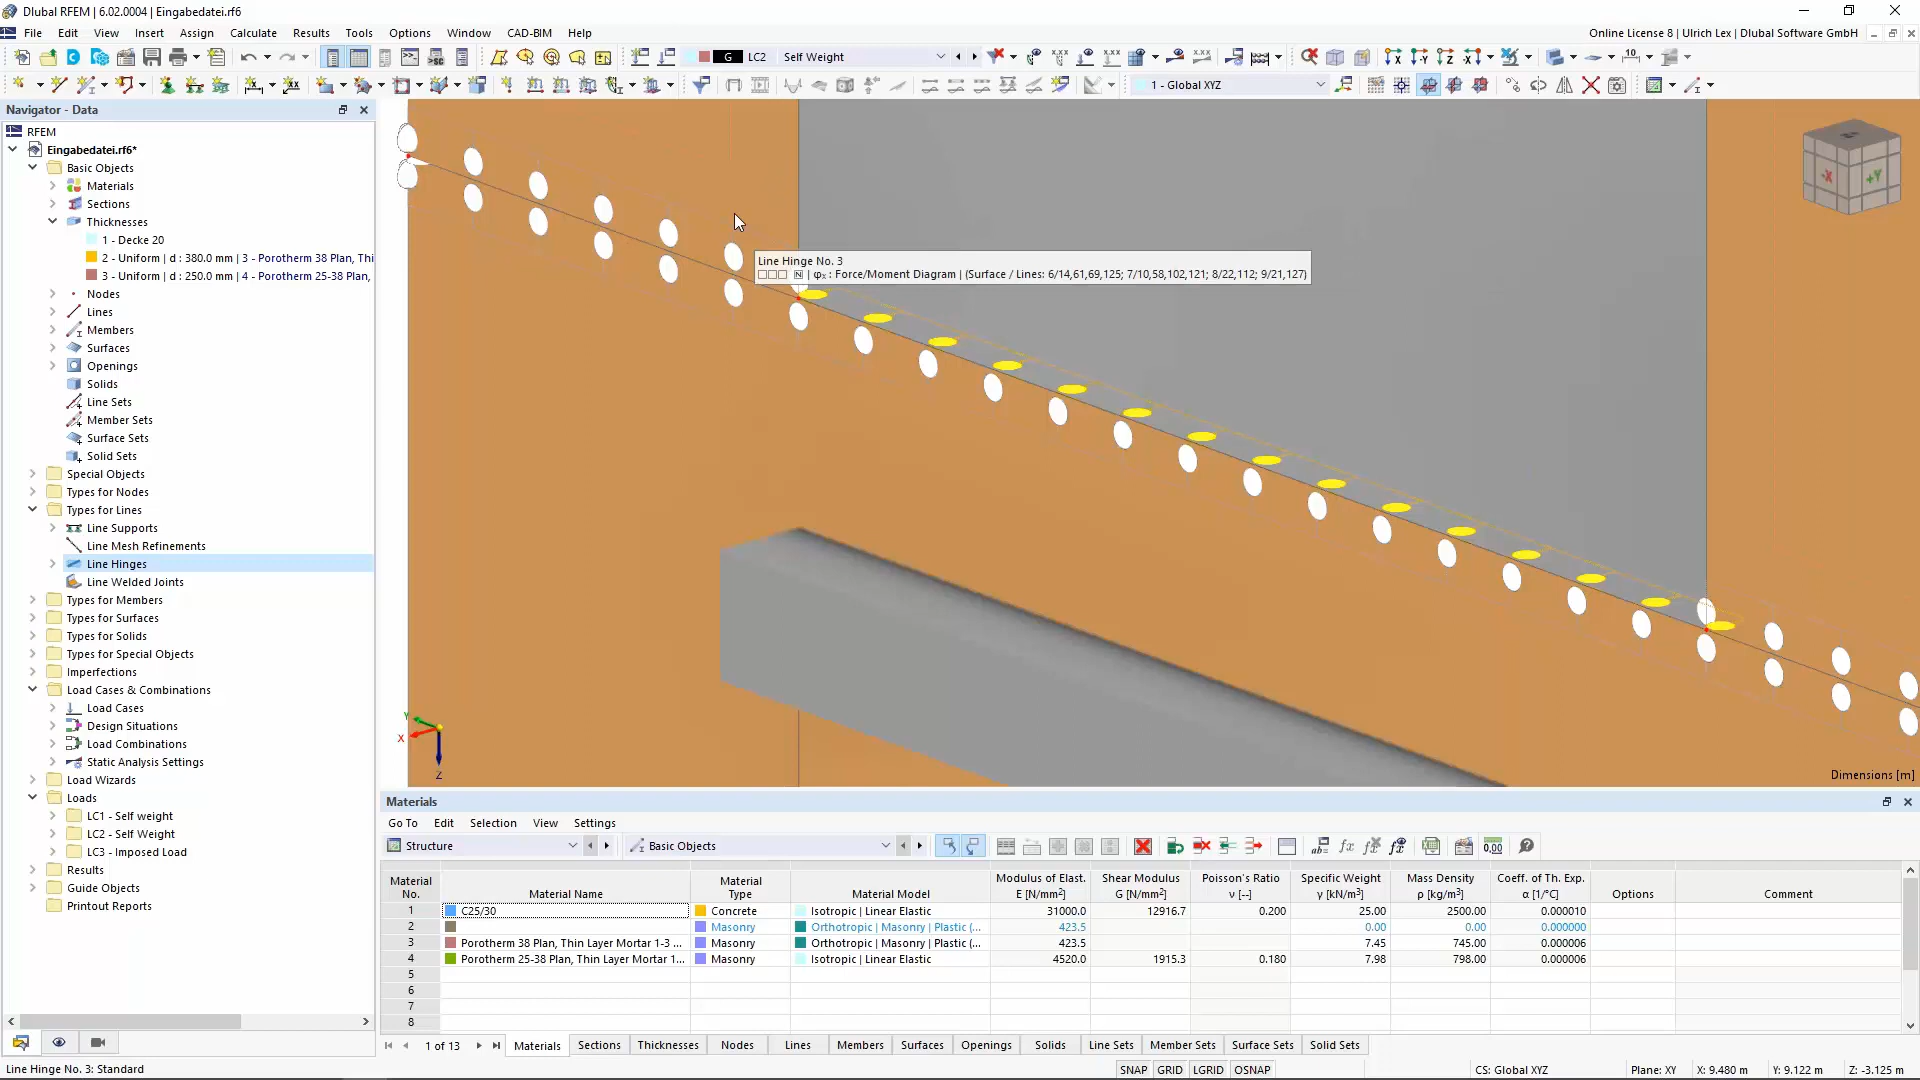 Dlubal RFEM | 6.02.0004 | Eingabedatei.rf6*
File Edit View Insert Assign Calculate Results Tools Options Window CAD-BIM Help
Online License 8 | Ulrich Lex | Dlubal Software GmbH
G LC2 Self Weight
1 - Global XYZ
Navigator - Data
RFEM
Eingabedatei.rf6*
Basic Objects
Materials
Sections
Thicknesses
1 - Decke 20
2 - Uniform | d : 380.0 mm | 3 - Porotherm 38 Plan, Thi
3 - Uniform | d : 250.0 mm | 4 - Porotherm 25-38 Plan,
Nodes
Lines
Members
Surfaces
Openings
Solids
Line Sets
Member Sets
Surface Sets
Solid Sets
Special Objects
Types for Nodes
Types for Lines
Line Supports
Line Mesh Refinements
Line Hinges
Line Welded Joints
Types for Members
Types for Surfaces
Types for Solids
Types for Special Objects
Imperfections
Load Cases & Combinations
Load Cases
Design Situations
Load Combinations
Static Analysis Settings
Load Wizards
Loads
LC1 - Self weight
LC2 - Self Weight
LC3 - Imposed Load
Results
Guide Objects
Printout Reports
Line Hinge No. 3
N | φx : Force/Moment Diagram | (Surface / Lines: 6/14,61,69,125; 7/10,58,102,121; 8/22,112; 9/21,127)
-X +Y
Y
X
Z
Dimensions [m]
Materials
Go To Edit Selection View Settings
Structure Basic Objects
Material No. Material Name Material Type Material Model Modulus of Elast. E [N/mm²] Shear Modulus G [N/mm²] Poisson's Ratio ν [--] Specific Weight γ [kN/m³] Mass Density ρ [kg/m³] Coeff. of Th. Exp. α [1/°C] Options Comment
1 C25/30 Concrete Isotropic | Linear Elastic 31000.0 12916.7 0.200 25.00 2500.00 0.000010
2 Masonry Orthotropic | Masonry | Plastic (... 423.5 0.00 0.00 0.000000
3 Porotherm 38 Plan, Thin Layer Mortar 1-3 ... Masonry Orthotropic | Masonry | Plastic (... 423.5 7.45 745.00 0.000006
4 Porotherm 25-38 Plan, Thin Layer Mortar 1... Masonry Isotropic | Linear Elastic 4520.0 1915.3 0.180 7.98 798.00 0.000006
5
6
7
8
1 of 13 Materials Sections Thicknesses Nodes Lines Members Surfaces Openings Solids Line Sets Member Sets Surface Sets Solid Sets
Line Hinge No. 3: Standard
SNAP GRID LGRID OSNAP CS: Global XYZ Plane: XY X: 9.480 m Y: 9.122 m Z: -3.125 m